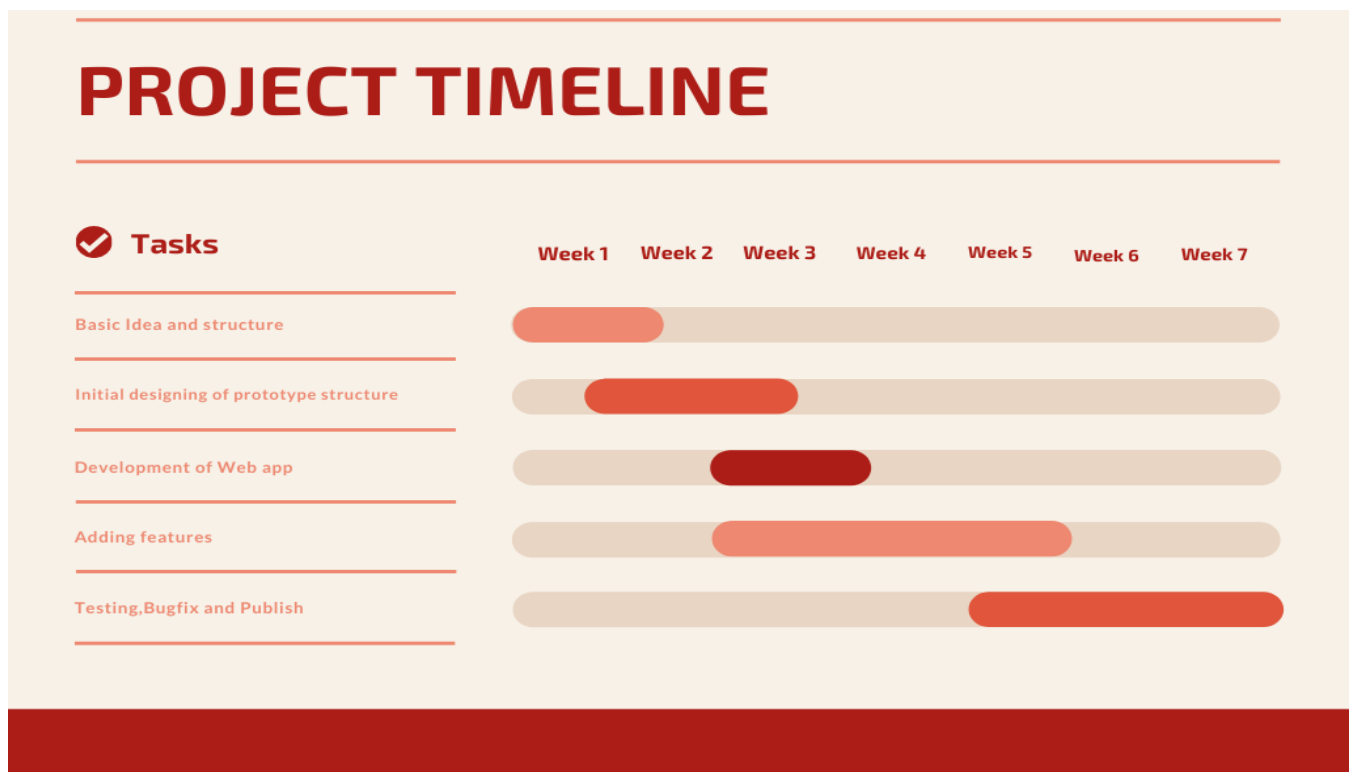 PROJECT TIMELINE
Tasks
Week 1 Week 2 Week 3 Week 4 Week 5 Week 6 Week 7
Basic Idea and structure
Initial designing of prototype structure
Development of Web app
Adding features
Testing,Bugfix and Publish